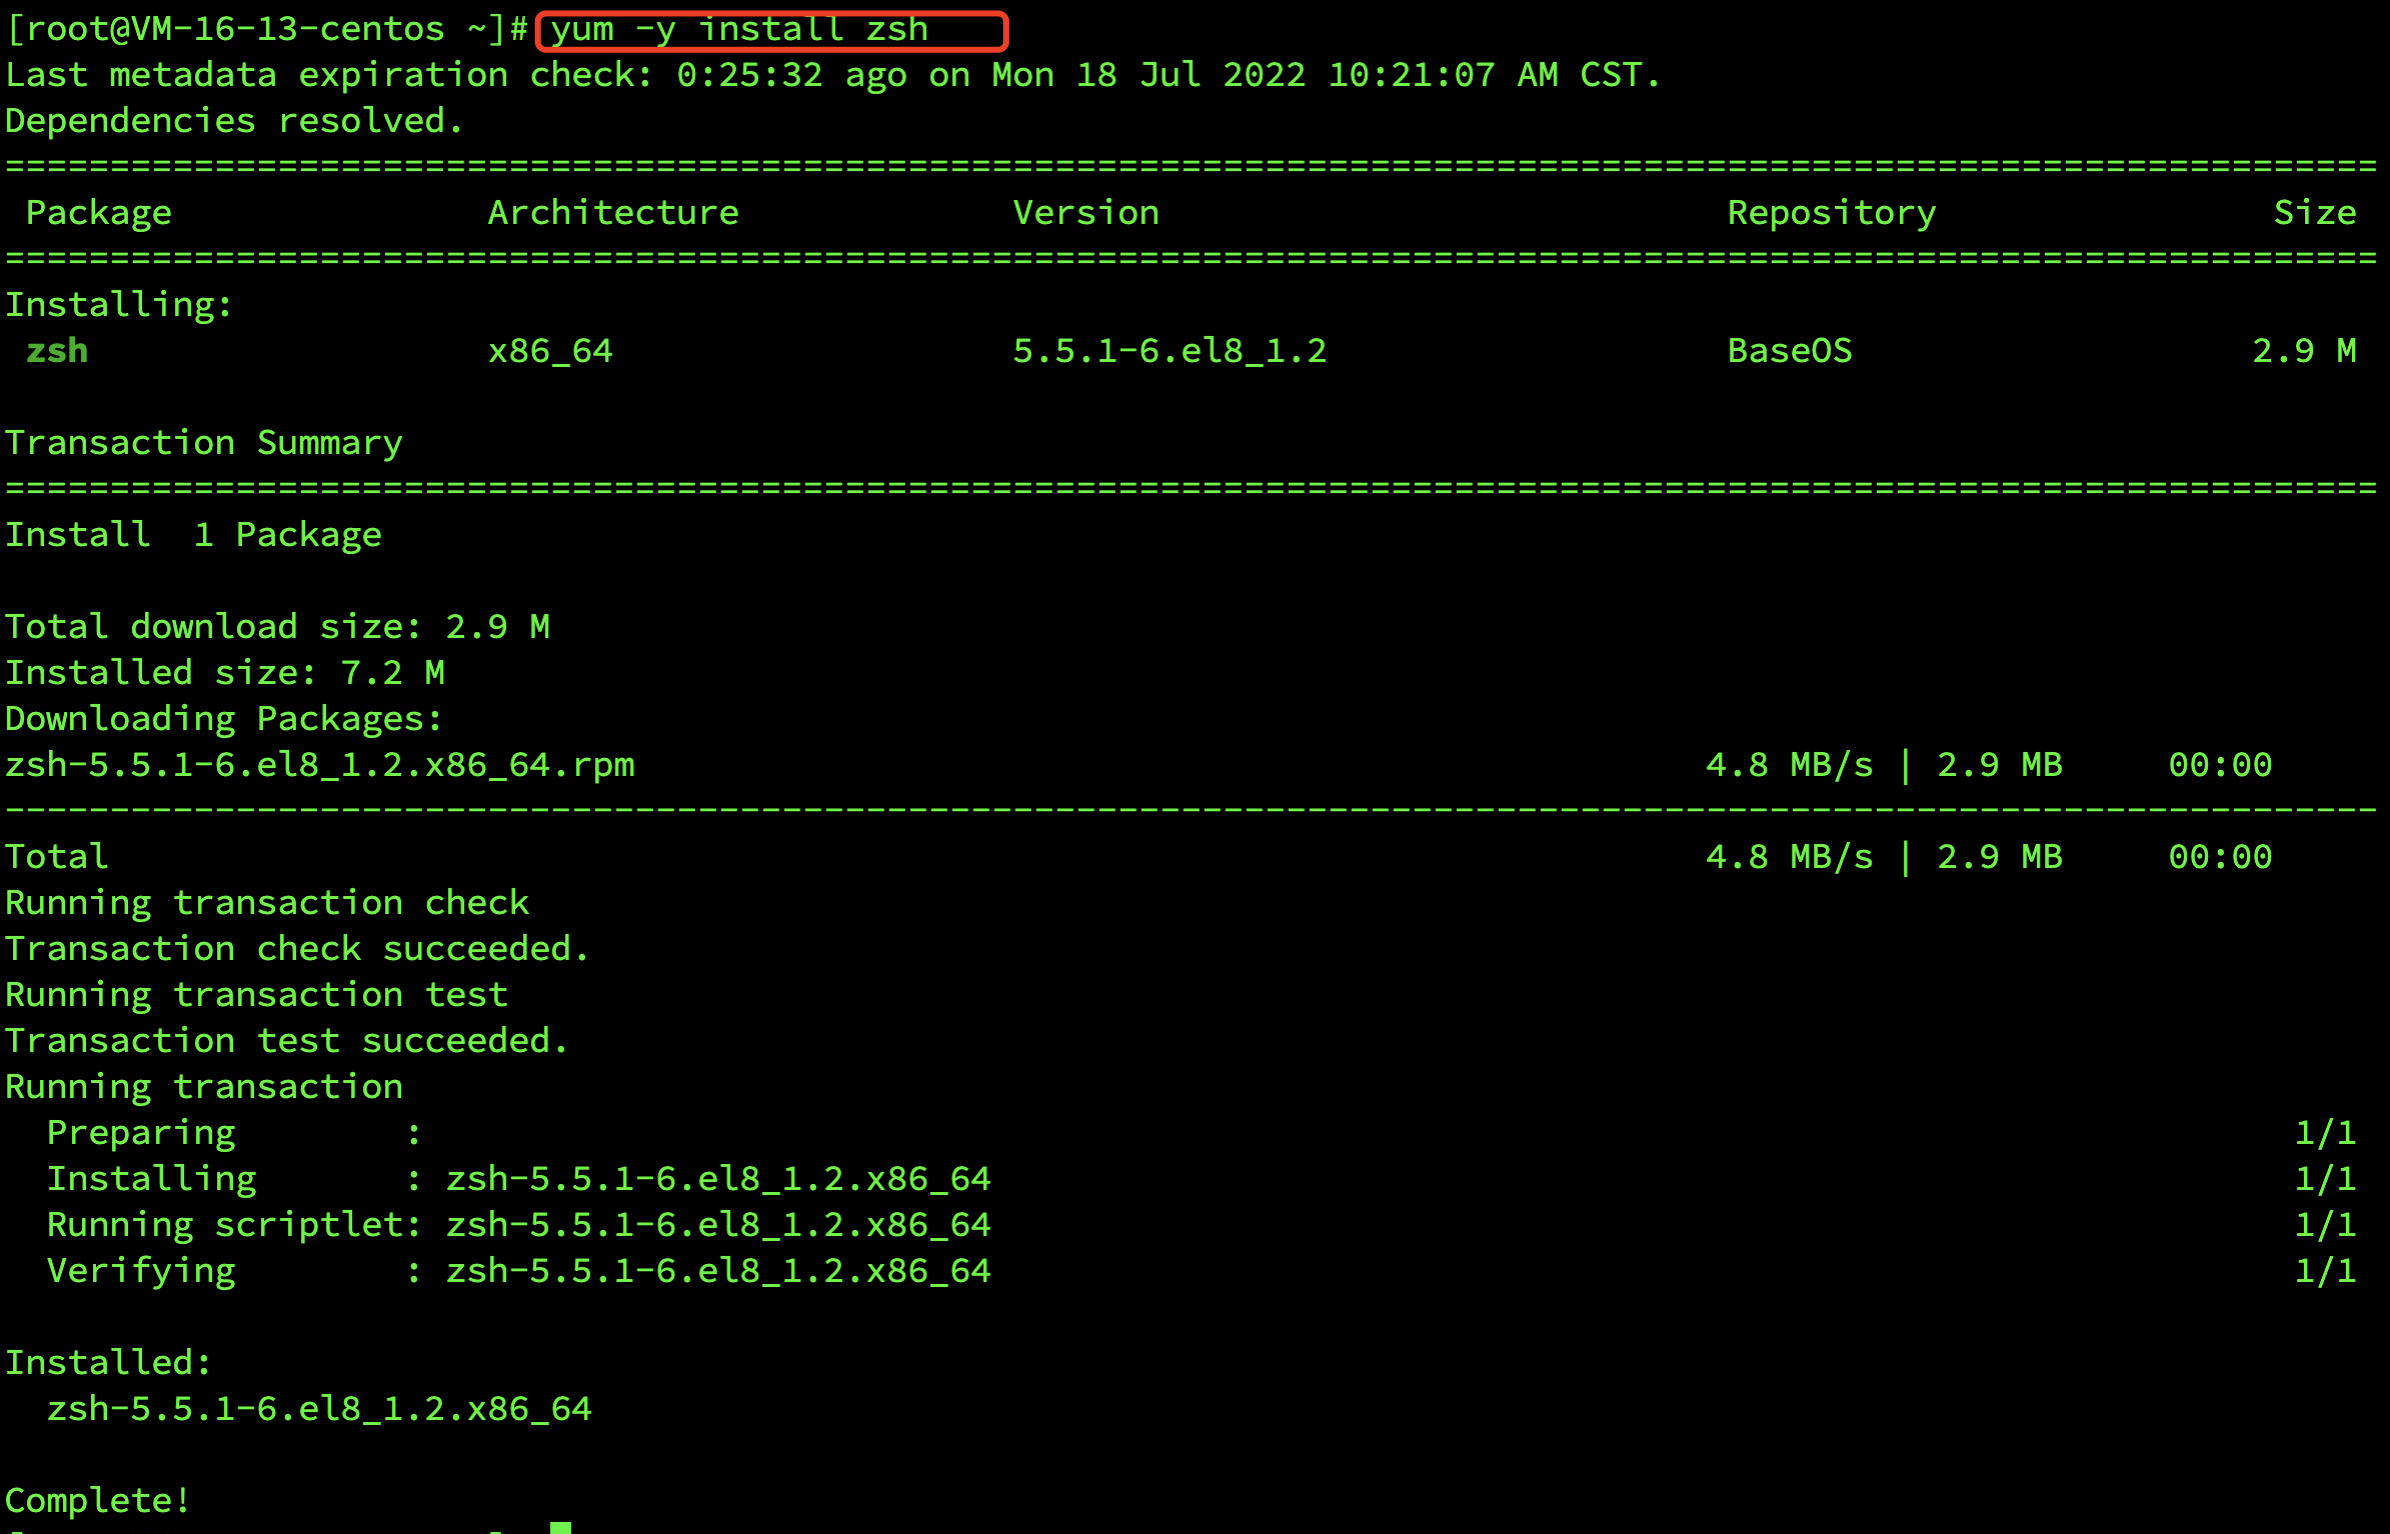 [root@VM-16-13-centos ~]# yum -y install zsh
Last metadata expiration check: 0:25:32 ago on Mon 18 Jul 2022 10:21:07 AM CST.
Dependencies resolved.
=================================================================================================================
 Package               Architecture             Version                           Repository                Size
=================================================================================================================
Installing:
 zsh                   x86_64                   5.5.1-6.el8_1.2                   BaseOS                   2.9 M
Transaction Summary
=================================================================================================================
Install  1 Package
Total download size: 2.9 M
Installed size: 7.2 M
Downloading Packages:
zsh-5.5.1-6.el8_1.2.x86_64.rpm                                                   4.8 MB/s | 2.9 MB     00:00
-----------------------------------------------------------------------------------------------------------------
Total                                                                            4.8 MB/s | 2.9 MB     00:00
Running transaction check
Transaction check succeeded.
Running transaction test
Transaction test succeeded.
Running transaction
  Preparing        :                                                                                         1/1
  Installing       : zsh-5.5.1-6.el8_1.2.x86_64                                                              1/1
  Running scriptlet: zsh-5.5.1-6.el8_1.2.x86_64                                                              1/1
  Verifying        : zsh-5.5.1-6.el8_1.2.x86_64                                                              1/1
Installed:
  zsh-5.5.1-6.el8_1.2.x86_64
Complete!